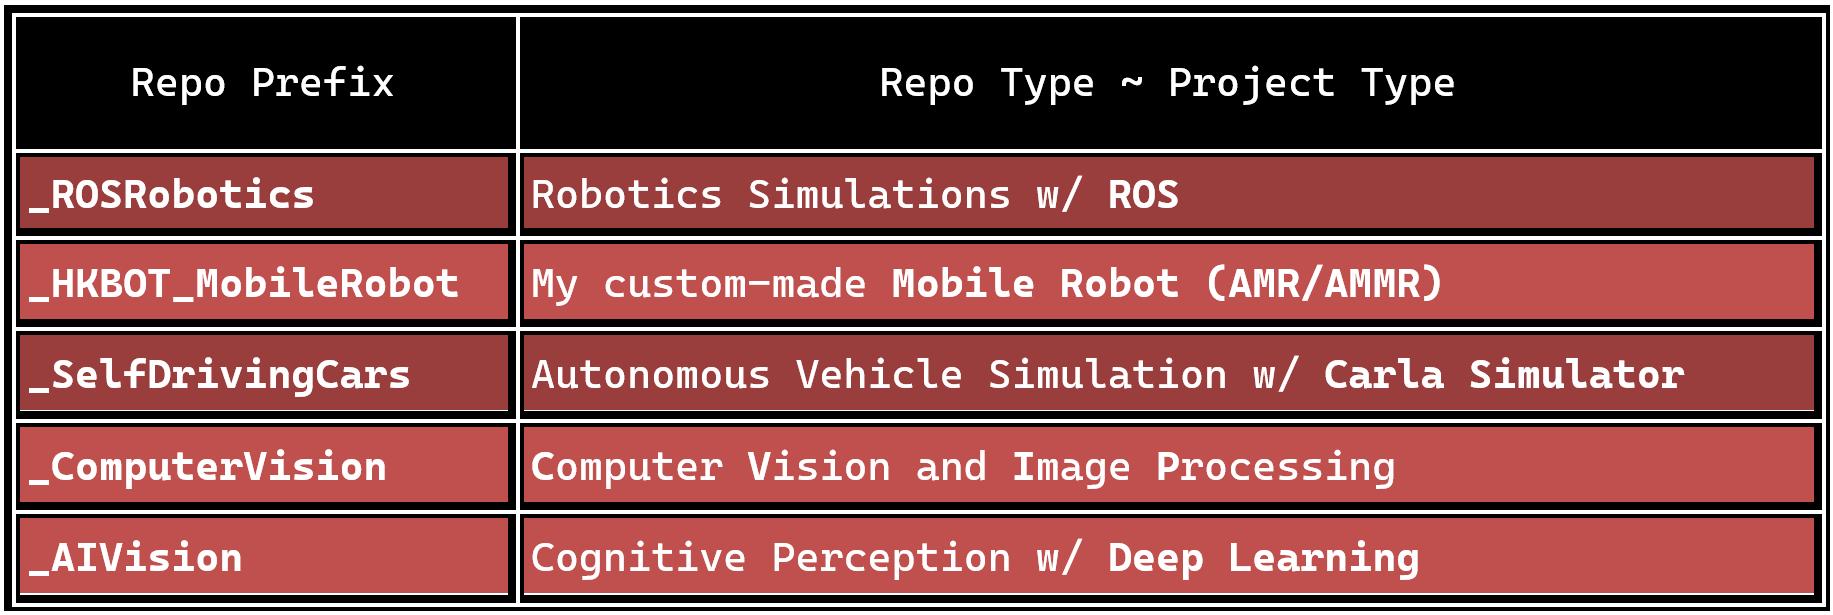 Repo Prefix
Repo Type ~ Project Type
_ROSRobotics
Robotics Simulations w/ ROS
_HKBOT_MobileRobot
My custom-made Mobile Robot (AMR/AMMR)
_SelfDrivingCars
Autonomous Vehicle Simulation w/ Carla Simulator
_ComputerVision
Computer Vision and Image Processing
_AIVision
Cognitive Perception w/ Deep Learning